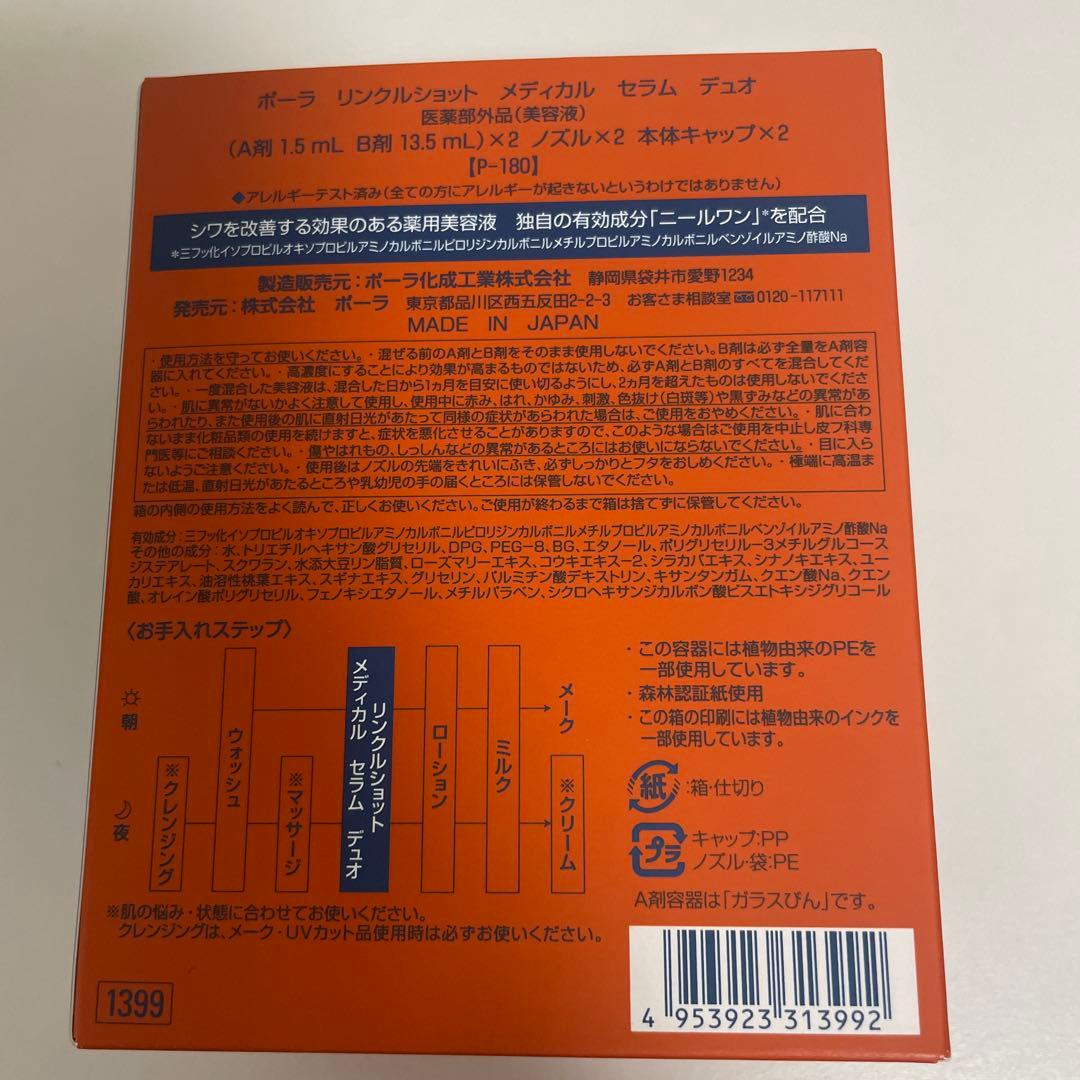 ポーラ リンクルショット メディカル セラム デュオ
医薬部外品(美容液)
(A剤 1.5 mL B剤 13.5 mL)×2 ノズル×2 本体キャップ×2
【P-180】
◆アレルギーテスト済み(全ての方にアレルギーが起きないというわけではありません)
シワを改善する効果のある薬用美容液 独自の有効成分「ニールワン」*を配合
*三フッ化イソプロピルオキソプロピルアミノカルボニルピロリジンカルボニルメチルプロピルアミノカルボニルベンゾイルアミノ酢酸Na
製造販売元:ポーラ化成工業株式会社 静岡県袋井市愛野1234
発売元:株式会社 ポーラ 東京都品川区西五反田2-2-3 お客さま相談室 0120-117111
MADE IN JAPAN
・使用方法を守ってお使いください。・混ぜる前のA剤とB剤をそのまま使用しないでください。B剤は必ず全量をA剤容
器に入れてください。・高濃度にすることにより効果が高まるものではないため、必ずA剤とB剤のすべてを混合してくだ
さい。・一度混合した美容液は、混合した日から1ヵ月を目安に使い切るようにし、2ヵ月を超えたものは使用しないでくださ
い。・肌に異常がないかよく注意して使用し、使用中に赤み、はれ、かゆみ、刺激、色抜け(白斑等)や黒ずみなどの異常があ
らわれたり、また使用後の肌に直射日光があたって同様の症状があらわれた場合は、ご使用をおやめください。・肌に合わ
ないまま化粧品類の使用を続けますと、症状を悪化させることがありますので、このような場合はご使用を中止し皮フ科専
門医等にご相談ください。・傷やはれもの、しっしんなどの異常があるところにはお使いにならないでください。・目に入ら
ないようご注意ください。・使用後はノズルの先端をきれいにふき、必ずしっかりとフタをおしめください。・極端に高温ま
たは低温、直射日光があたるところや乳幼児の手の届くところには保管しないでください。
箱の内側の使用方法をよく読んで、正しくお使いください。ご使用が終わるまで箱は捨てずに保管してください。
有効成分:三フッ化イソプロピルオキソプロピルアミノカルボニルピロリジンカルボニルメチルプロピルアミノカルボニルベンゾイルアミノ酢酸Na
その他の成分:水、トリエチルヘキサン酸グリセリル、DPG、PEG-8、BG、エタノール、ポリグリセリル-3メチルグルコース
ジステアレート、スクワラン、水添大豆リン脂質、ローズマリーエキス、コウキエキス-2、シラカバエキス、シナノキエキス、ユー
カリエキス、油溶性桃葉エキス、スギナエキス、グリセリン、パルミチン酸デキストリン、キサンタンガム、クエン酸Na、クエン
酸、オレイン酸ポリグリセリル、フェノキシエタノール、メチルパラベン、シクロヘキサンジカルボン酸ビスエトキシジグリコール
〈お手入れステップ〉
朝
夜
※クレンジング
ウォッシュ
※マッサージ
リンクルショット
メディカル セラム デュオ
ローション
ミルク
メーク
※クリーム
※肌の悩み・状態に合わせてお使いください。
クレンジングは、メーク・UVカット品使用時は必ずお使いください。
・この容器には植物由来のPEを
一部使用しています。
・森林認証紙使用
・この箱の印刷には植物由来のインクを
一部使用しています。
紙:箱・仕切り
プラ キャップ:PP
ノズル・袋:PE
A剤容器は「ガラスびん」です。
1399
4 953923 313992